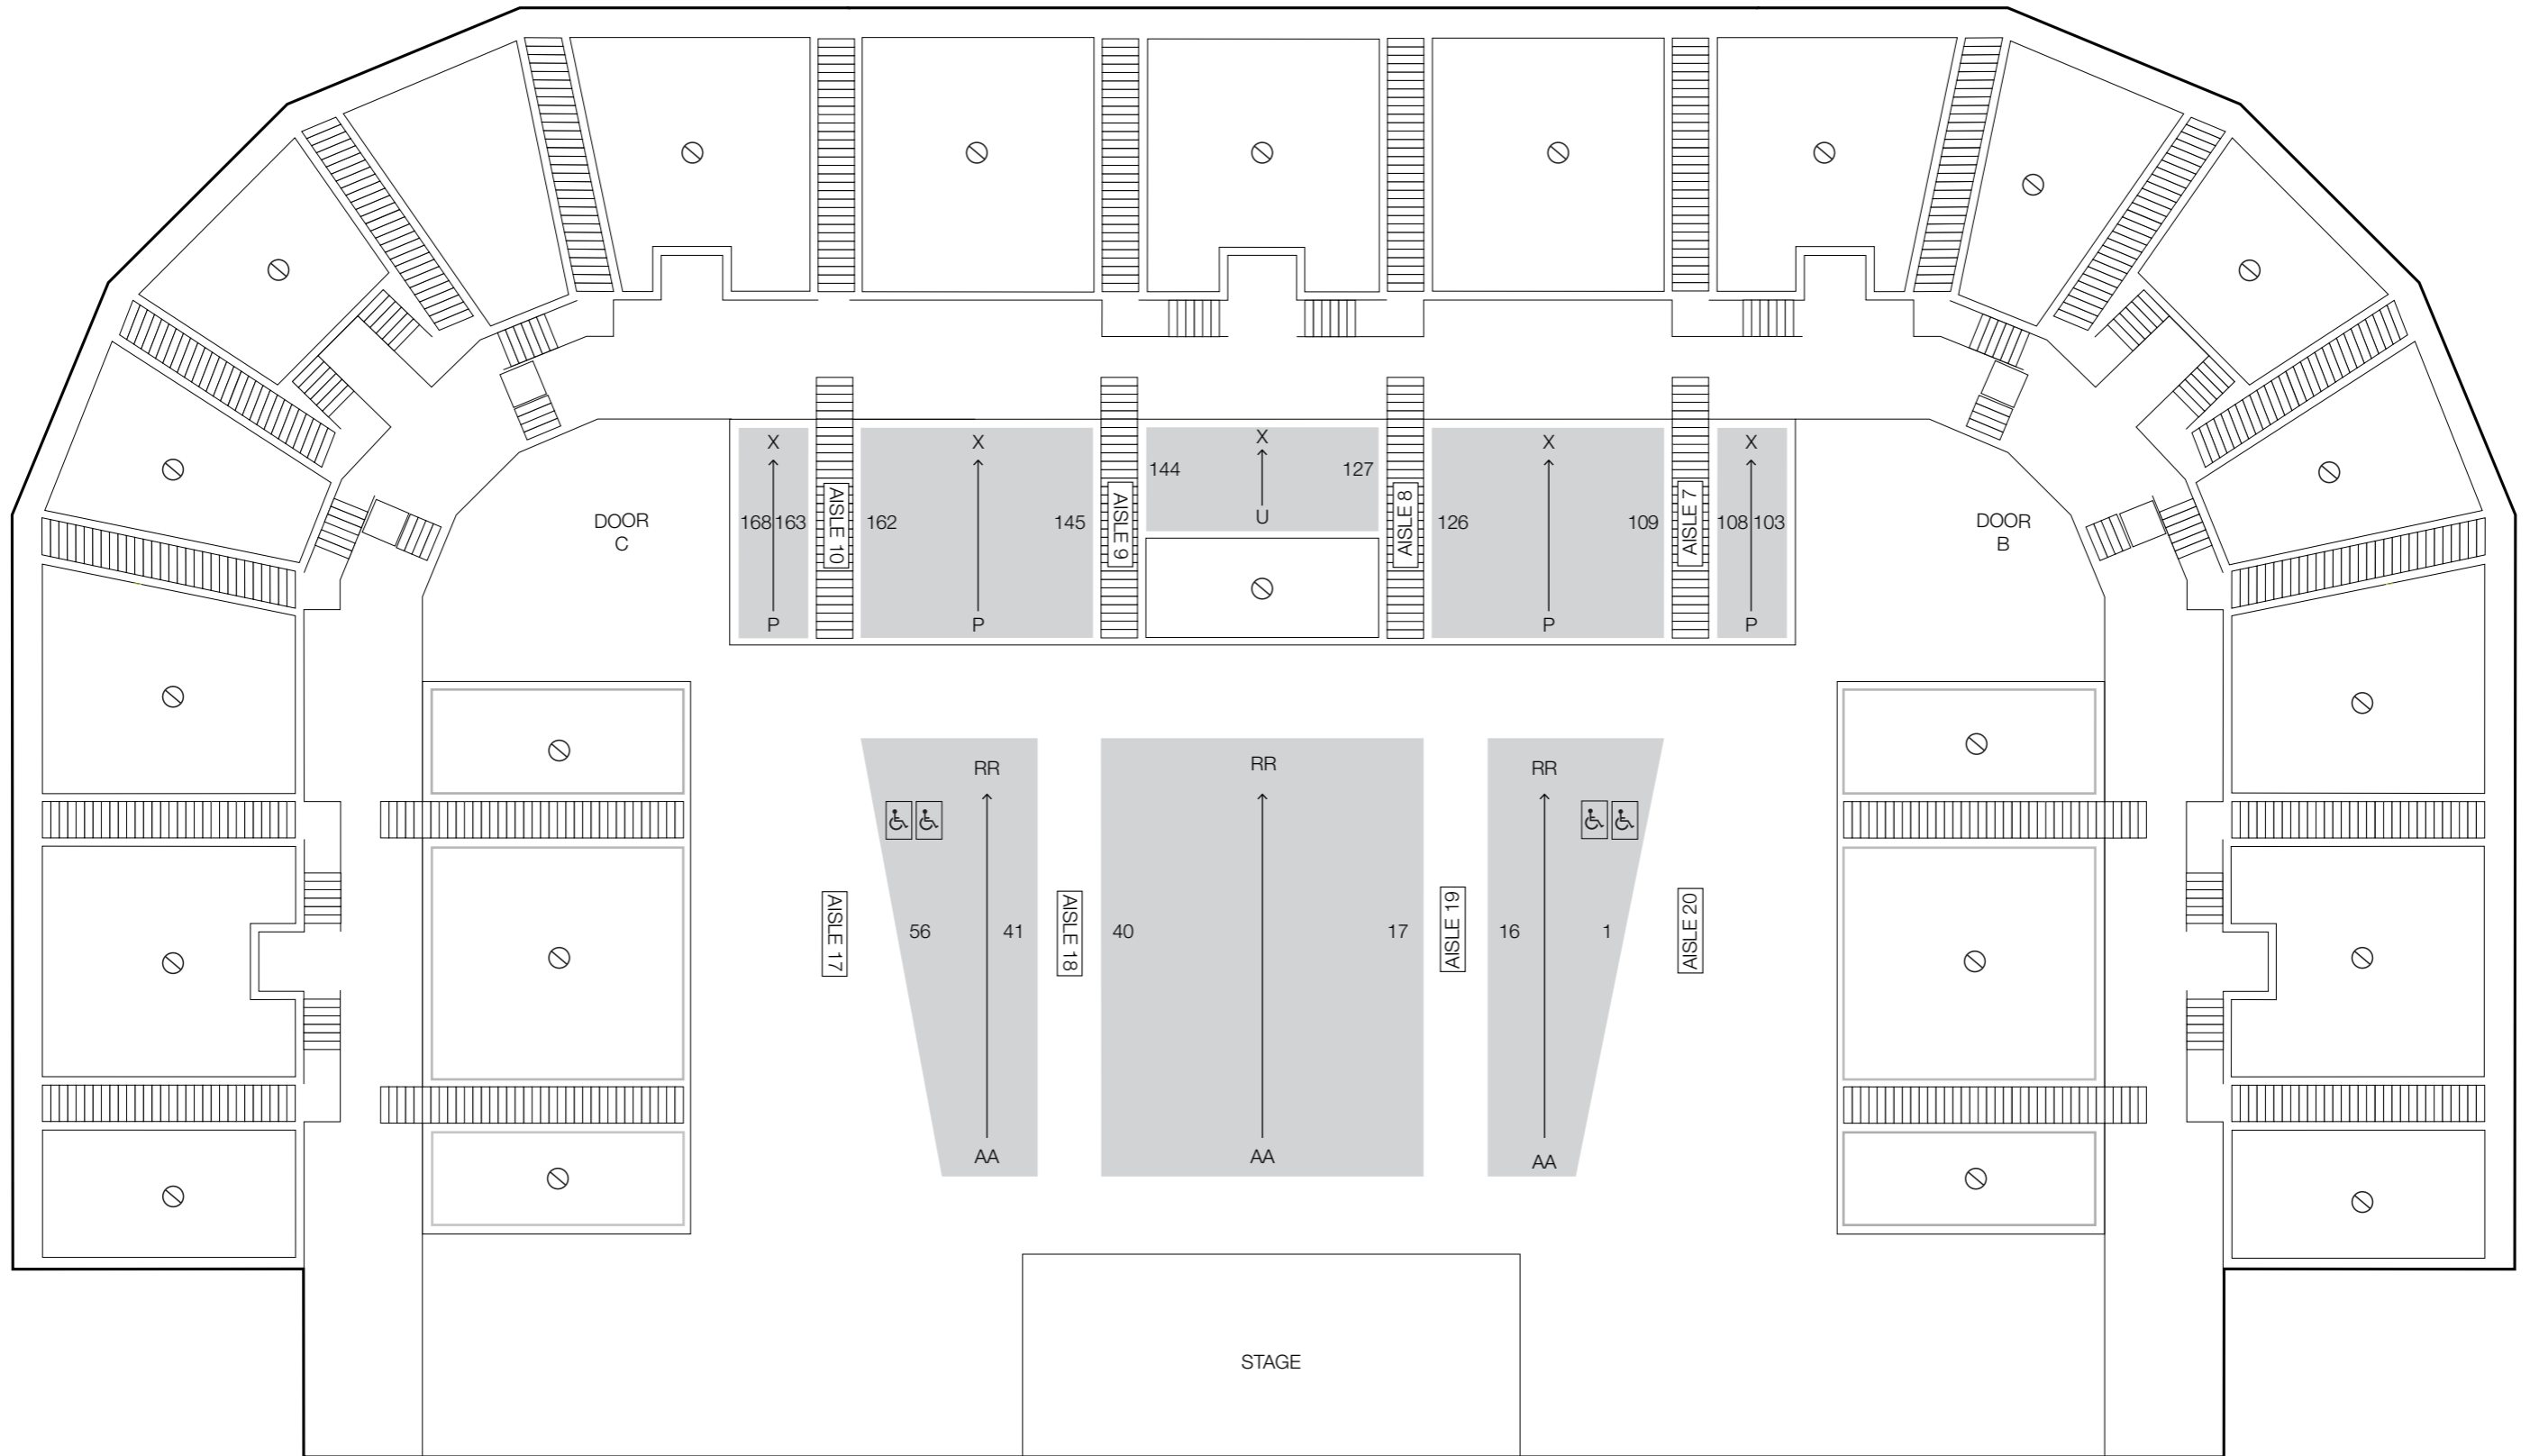 X
X
X
X
X
144
127
168
163
AISLE 10
162
145
AISLE 9
U
AISLE 8
126
109
AISLE 7
108
103
DOOR
C
DOOR
B
P
P
P
P
RR
RR
RR
AISLE 17
56
41
AISLE 18
40
17
AISLE 19
16
1
AISLE 20
AA
AA
AA
STAGE